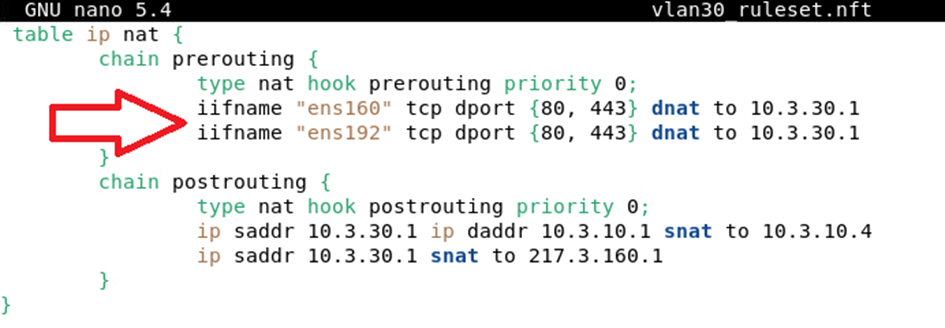 GNU nano 5.4 vlan30_ruleset.nft
table ip nat {
chain prerouting {
type nat hook prerouting priority 0;
iifname "ens160" tcp dport {80, 443} dnat to 10.3.30.1
iifname "ens192" tcp dport {80, 443} dnat to 10.3.30.1
}
chain postrouting {
type nat hook postrouting priority 0;
ip saddr 10.3.30.1 ip daddr 10.3.10.1 snat to 10.3.10.4
ip saddr 10.3.30.1 snat to 217.3.160.1
}
}